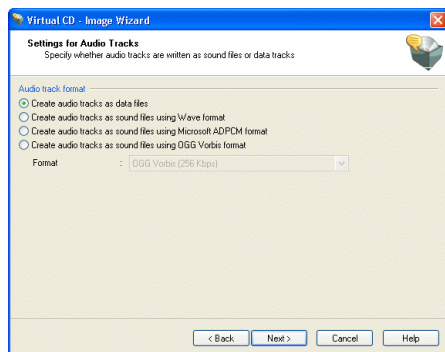 Virtual CD - Image Wizard
Settings for Audio Tracks
Specify whether audio tracks are written as sound files or data tracks
Audio track format
Create audio tracks as data files
Create audio tracks as sound files using Wave format
Create audio tracks as sound files using Microsoft ADPCM format
Create audio tracks as sound files using OGG Vorbis format
Format : OGG Vorbis (256 Kbps)
< Back Next > Cancel Help